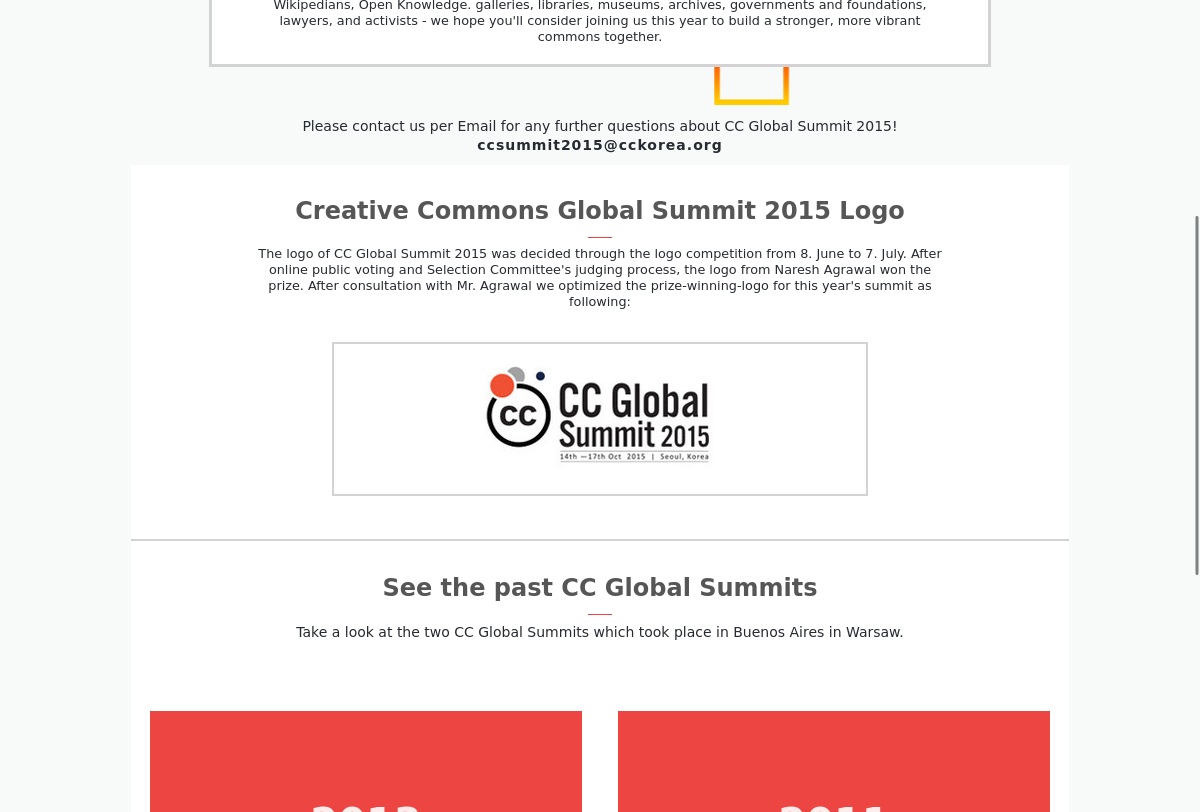 Wikipedians, Open Knowledge. galleries, libraries, museums, archives, governments and foundations,
lawyers, and activists - we hope you'll consider joining us this year to build a stronger, more vibrant
commons together.
Please contact us per Email for any further questions about CC Global Summit 2015!
ccsummit2015@cckorea.org
Creative Commons Global Summit 2015 Logo
The logo of CC Global Summit 2015 was decided through the logo competition from 8. June to 7. July. After
online public voting and Selection Committee's judging process, the logo from Naresh Agrawal won the
prize. After consultation with Mr. Agrawal we optimized the prize-winning-logo for this year's summit as
following:
cc
CC Global
Summit 2015
14th —17th Oct 2015 | Seoul, Korea
See the past CC Global Summits
Take a look at the two CC Global Summits which took place in Buenos Aires in Warsaw.